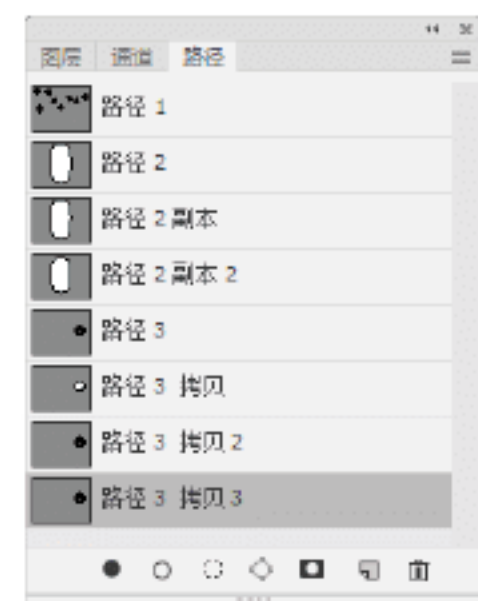 图层 通道 路径
路径 1
路径 2
路径 2 副本
路径 2 副本 2
路径 3
路径 3 拷贝
路径 3 拷贝 2
路径 3 拷贝 3